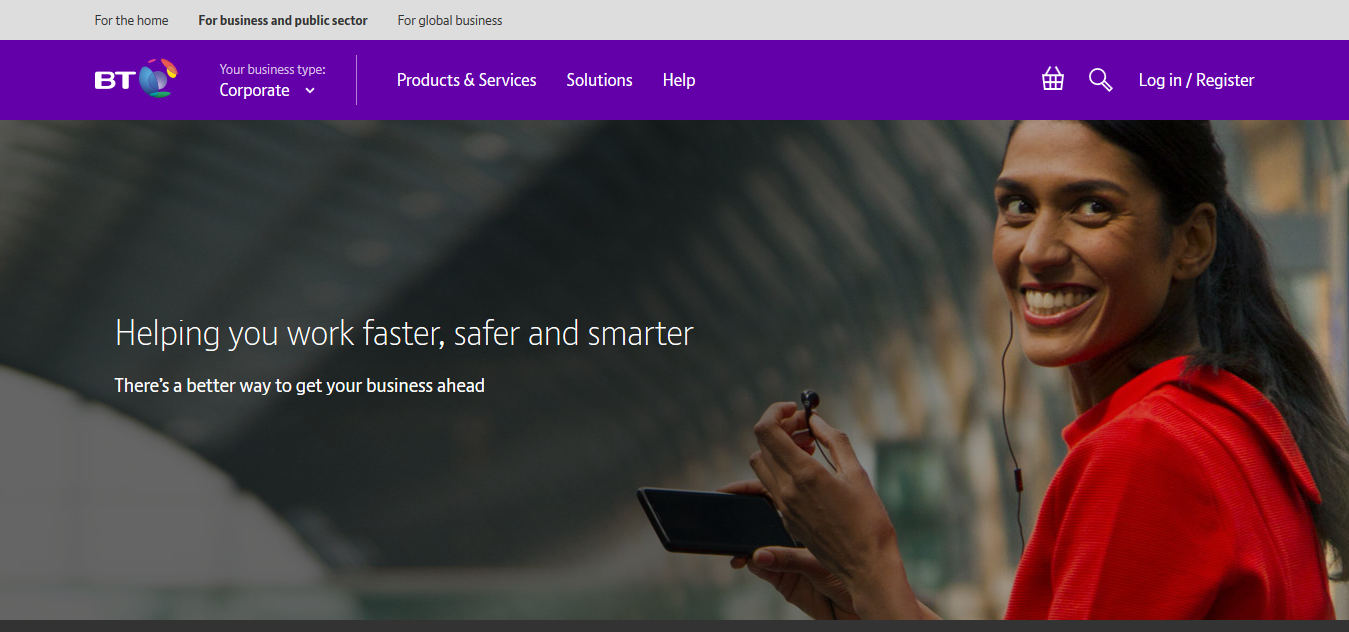 For the home
For business and public sector
For global business
BT
Your business type:
Corporate
Products & Services
Solutions
Help
Log in / Register
Helping you work faster, safer and smarter
There's a better way to get your business ahead